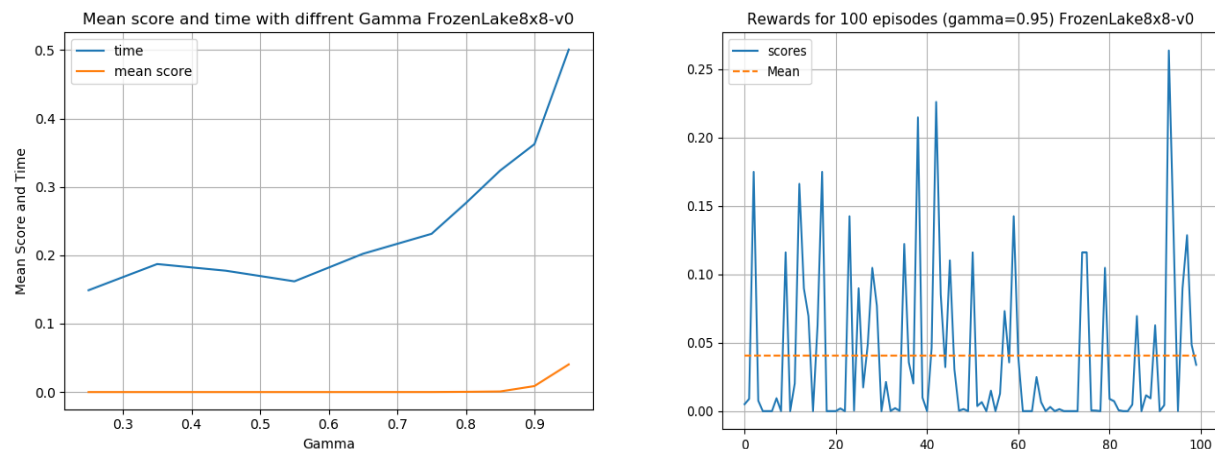 Mean score and time with diffrent Gamma FrozenLake8x8-v0
time
mean score
0.5
0.4
0.3
0.2
0.1
0.0
Mean Score and Time
0.3 0.4 0.5 0.6 0.7 0.8 0.9
Gamma
Rewards for 100 episodes (gamma=0.95) FrozenLake8x8-v0
scores
Mean
0.25
0.20
0.15
0.10
0.05
0.00
0 20 40 60 80 100